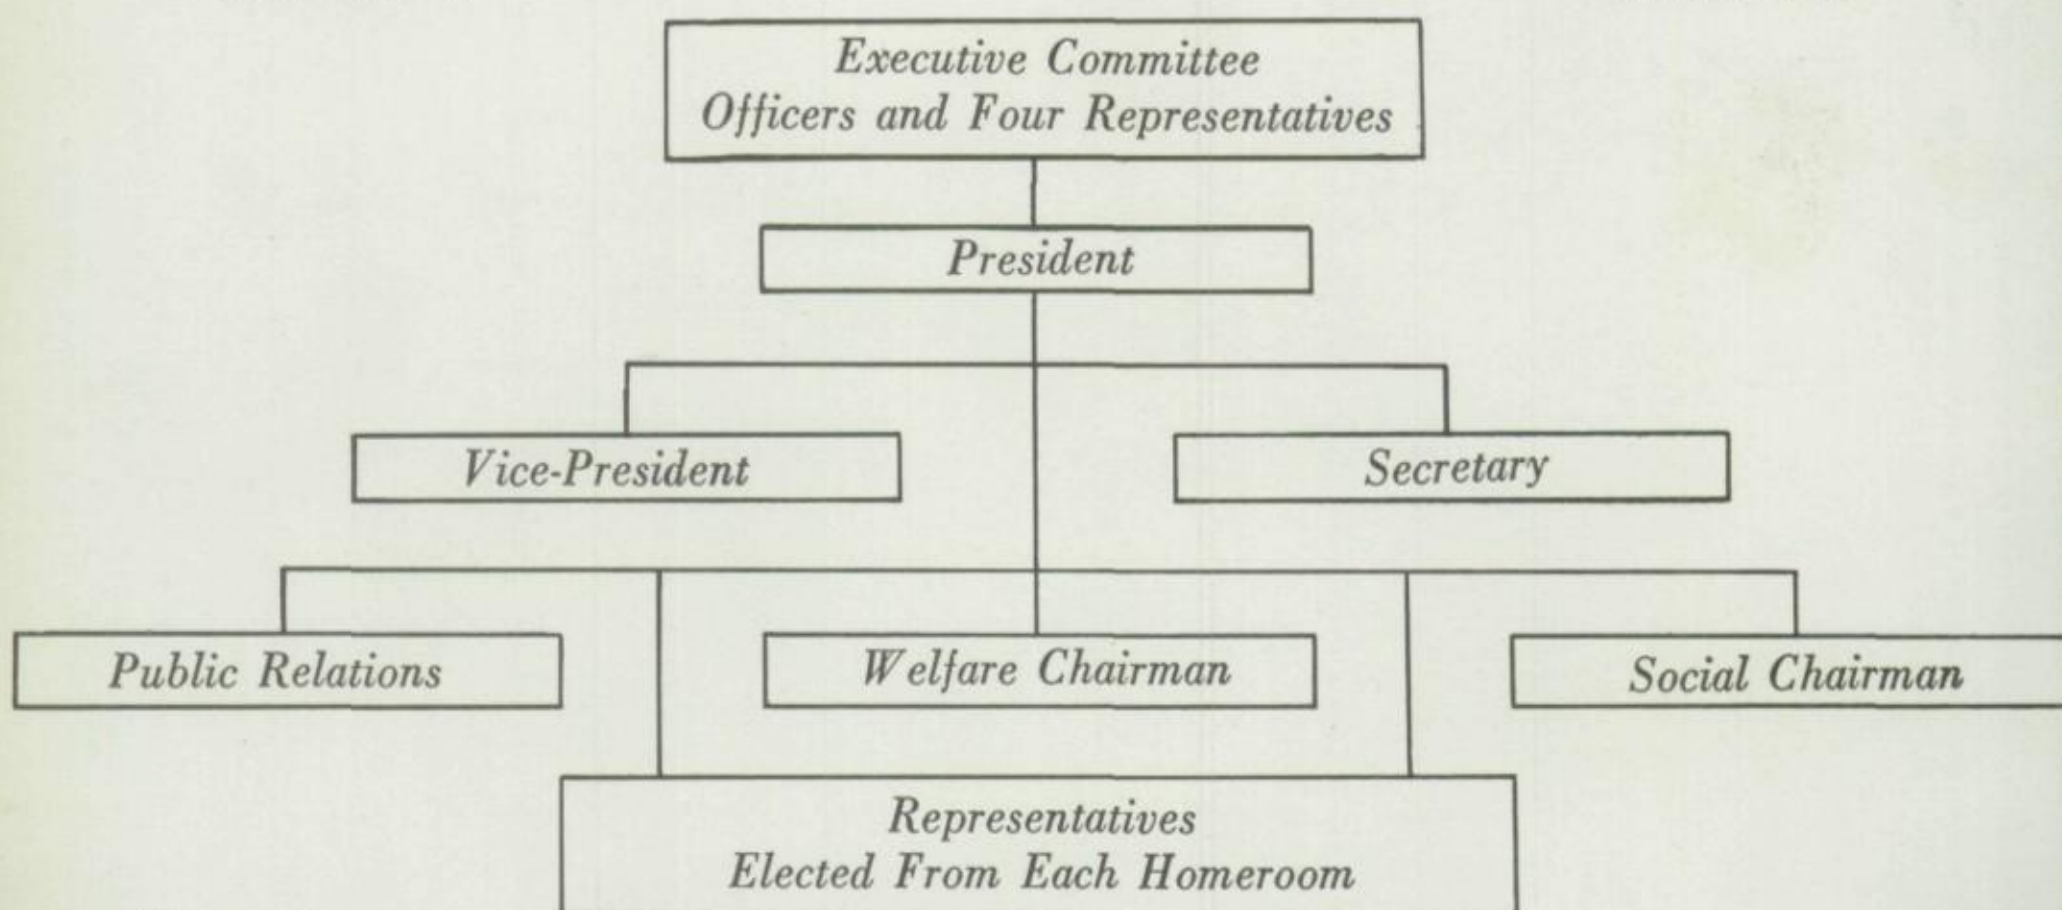 Executive Committee
Officers and Four Representatives
President
Vice-President
Secretary
Public Relations
Welfare Chairman
Social Chairman
Representatives
Elected From Each Homeroom